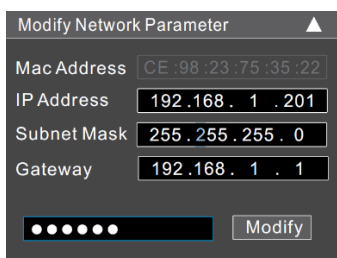 Modify Network Parameter
Mac Address CE:98:23:75:35:22
IP Address 192.168. 1 .201
Subnet Mask 255.255.255. 0
Gateway 192.168. 1 . 1
●●●●●● Modify